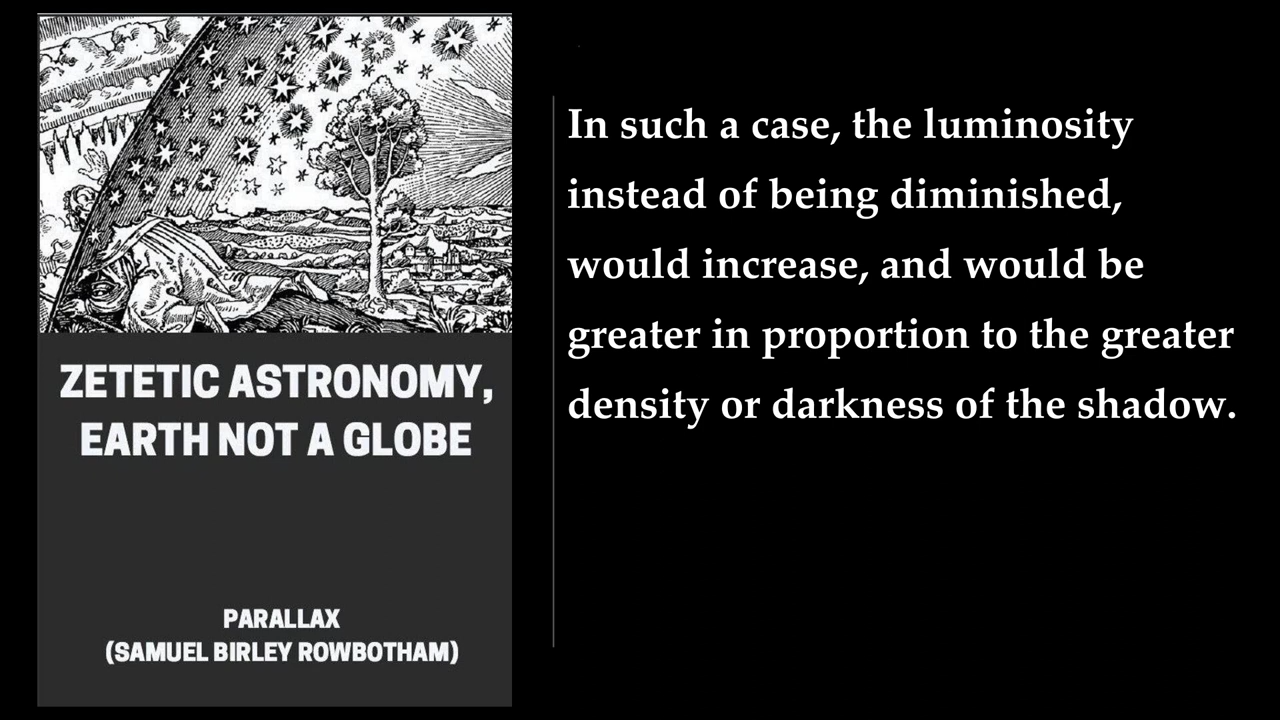 ZETETIC ASTRONOMY,
EARTH NOT A GLOBE
PARALLAX
(SAMUEL BIRLEY ROWBOTHAM)
In such a case, the luminosity
instead of being diminished,
would increase, and would be
greater in proportion to the greater
density or darkness of the shadow.